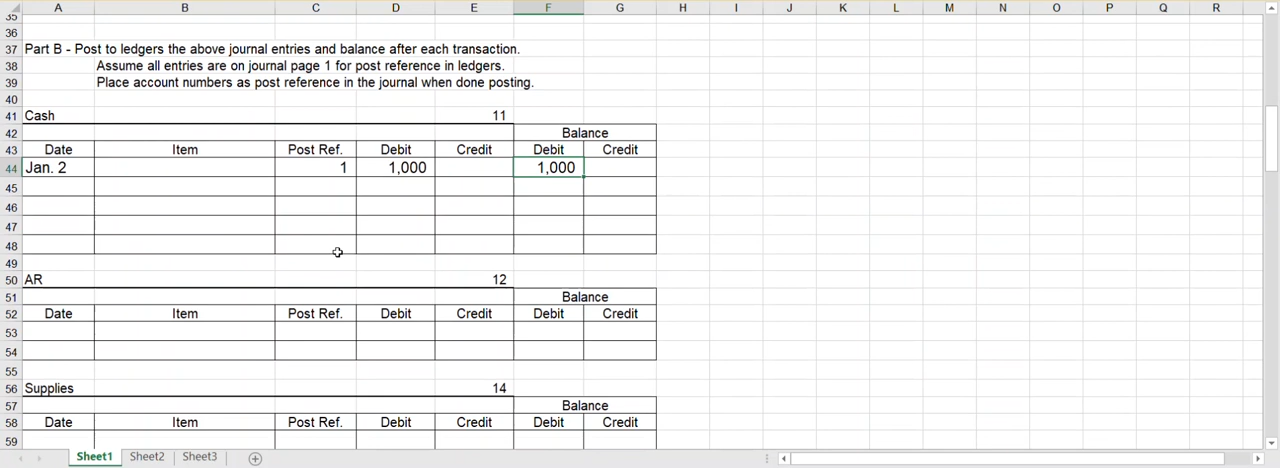 A B C D E F G H I J K L M N O P Q R
35
36
37 Part B - Post to ledgers the above journal entries and balance after each transaction.
38 Assume all entries are on journal page 1 for post reference in ledgers.
39 Place account numbers as post reference in the journal when done posting.
40
41 Cash 11
42 Balance
43 Date Item Post Ref. Debit Credit Debit Credit
44 Jan. 2 1 1,000 1,000
45
46
47
48
49
50 AR 12
51 Balance
52 Date Item Post Ref. Debit Credit Debit Credit
53
54
55
56 Supplies 14
57 Balance
58 Date Item Post Ref. Debit Credit Debit Credit
59
Sheet1 Sheet2 Sheet3